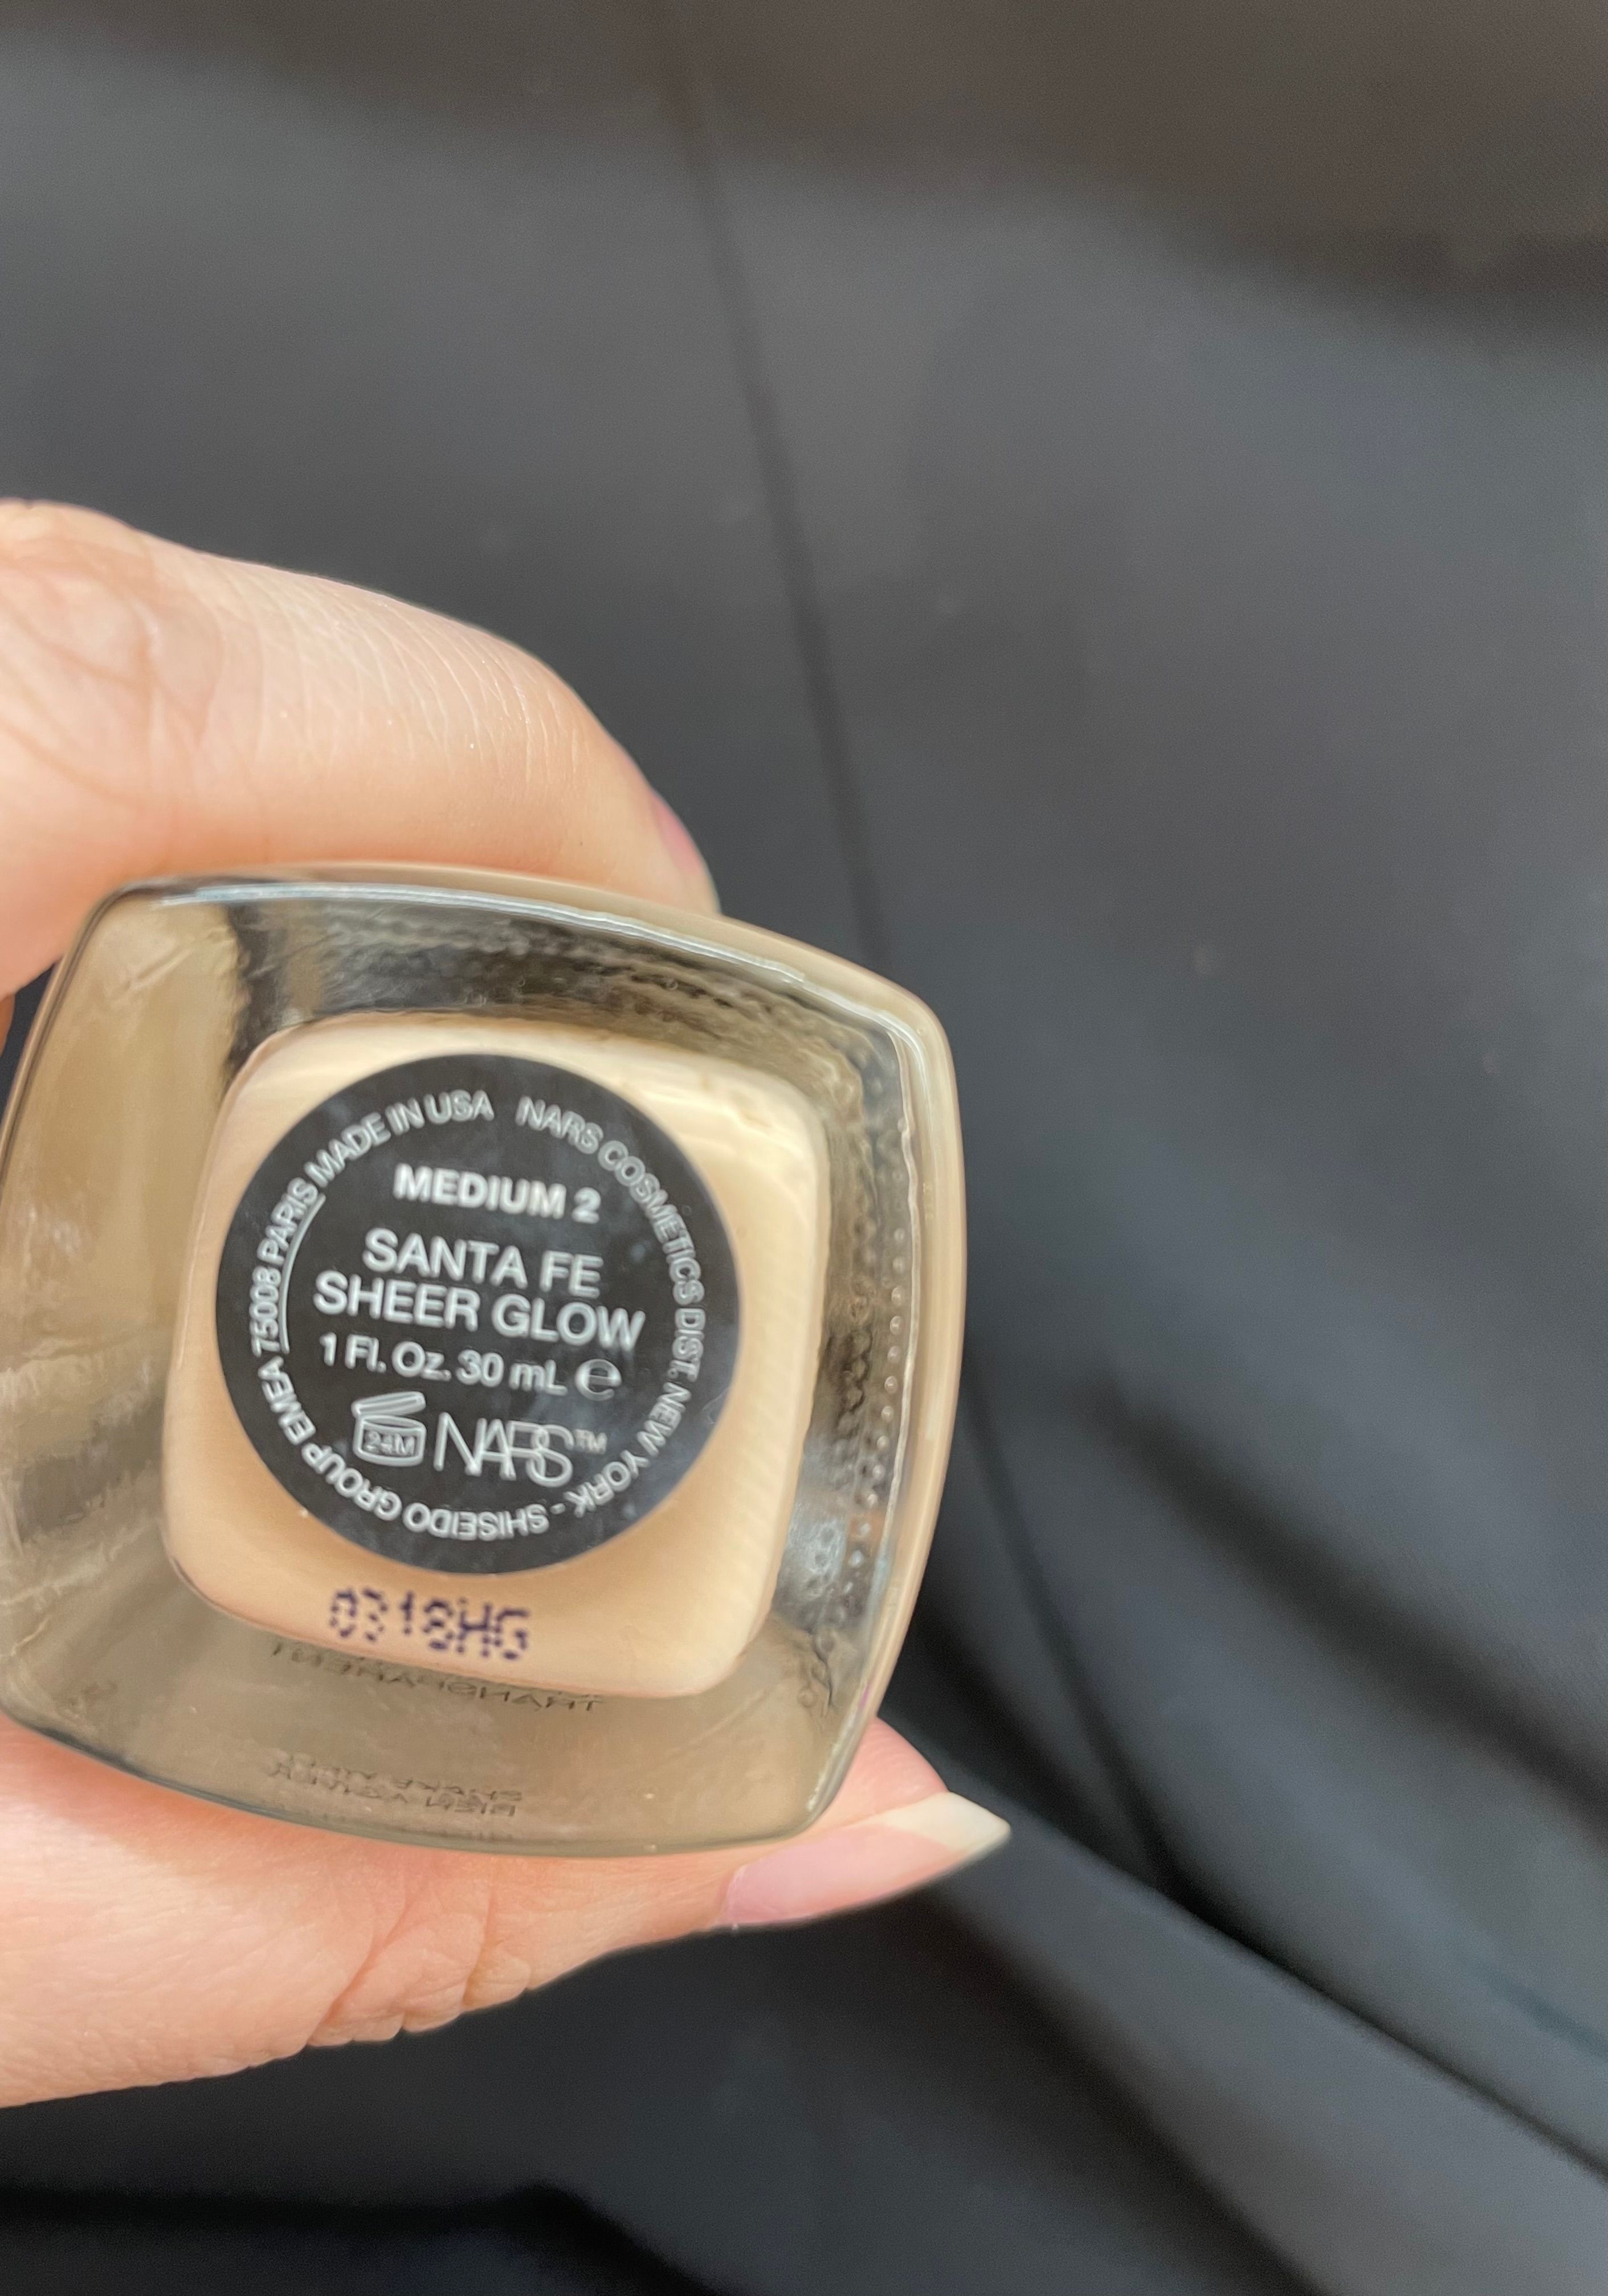 NARS COSMETICS DIST. NEW YORK - SHISEIDO GROUP EMEA 75008 PARIS MADE IN USA
MEDIUM 2
SANTA FE
SHEER GLOW
1 Fl. Oz. 30 mL ℮
24M NARS™
0318HG